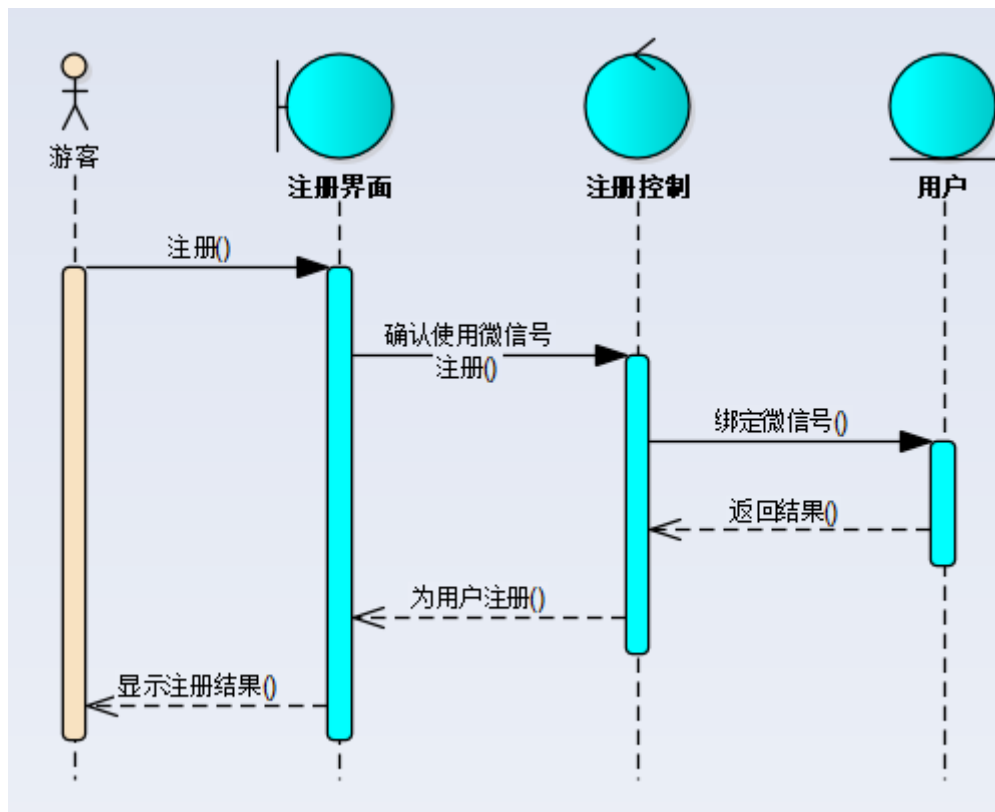 游客
注册界面
注册控制
用户
注册()
确认使用微信号
注册()
绑定微信号()
返回结果()
为用户注册()
显示注册结果()